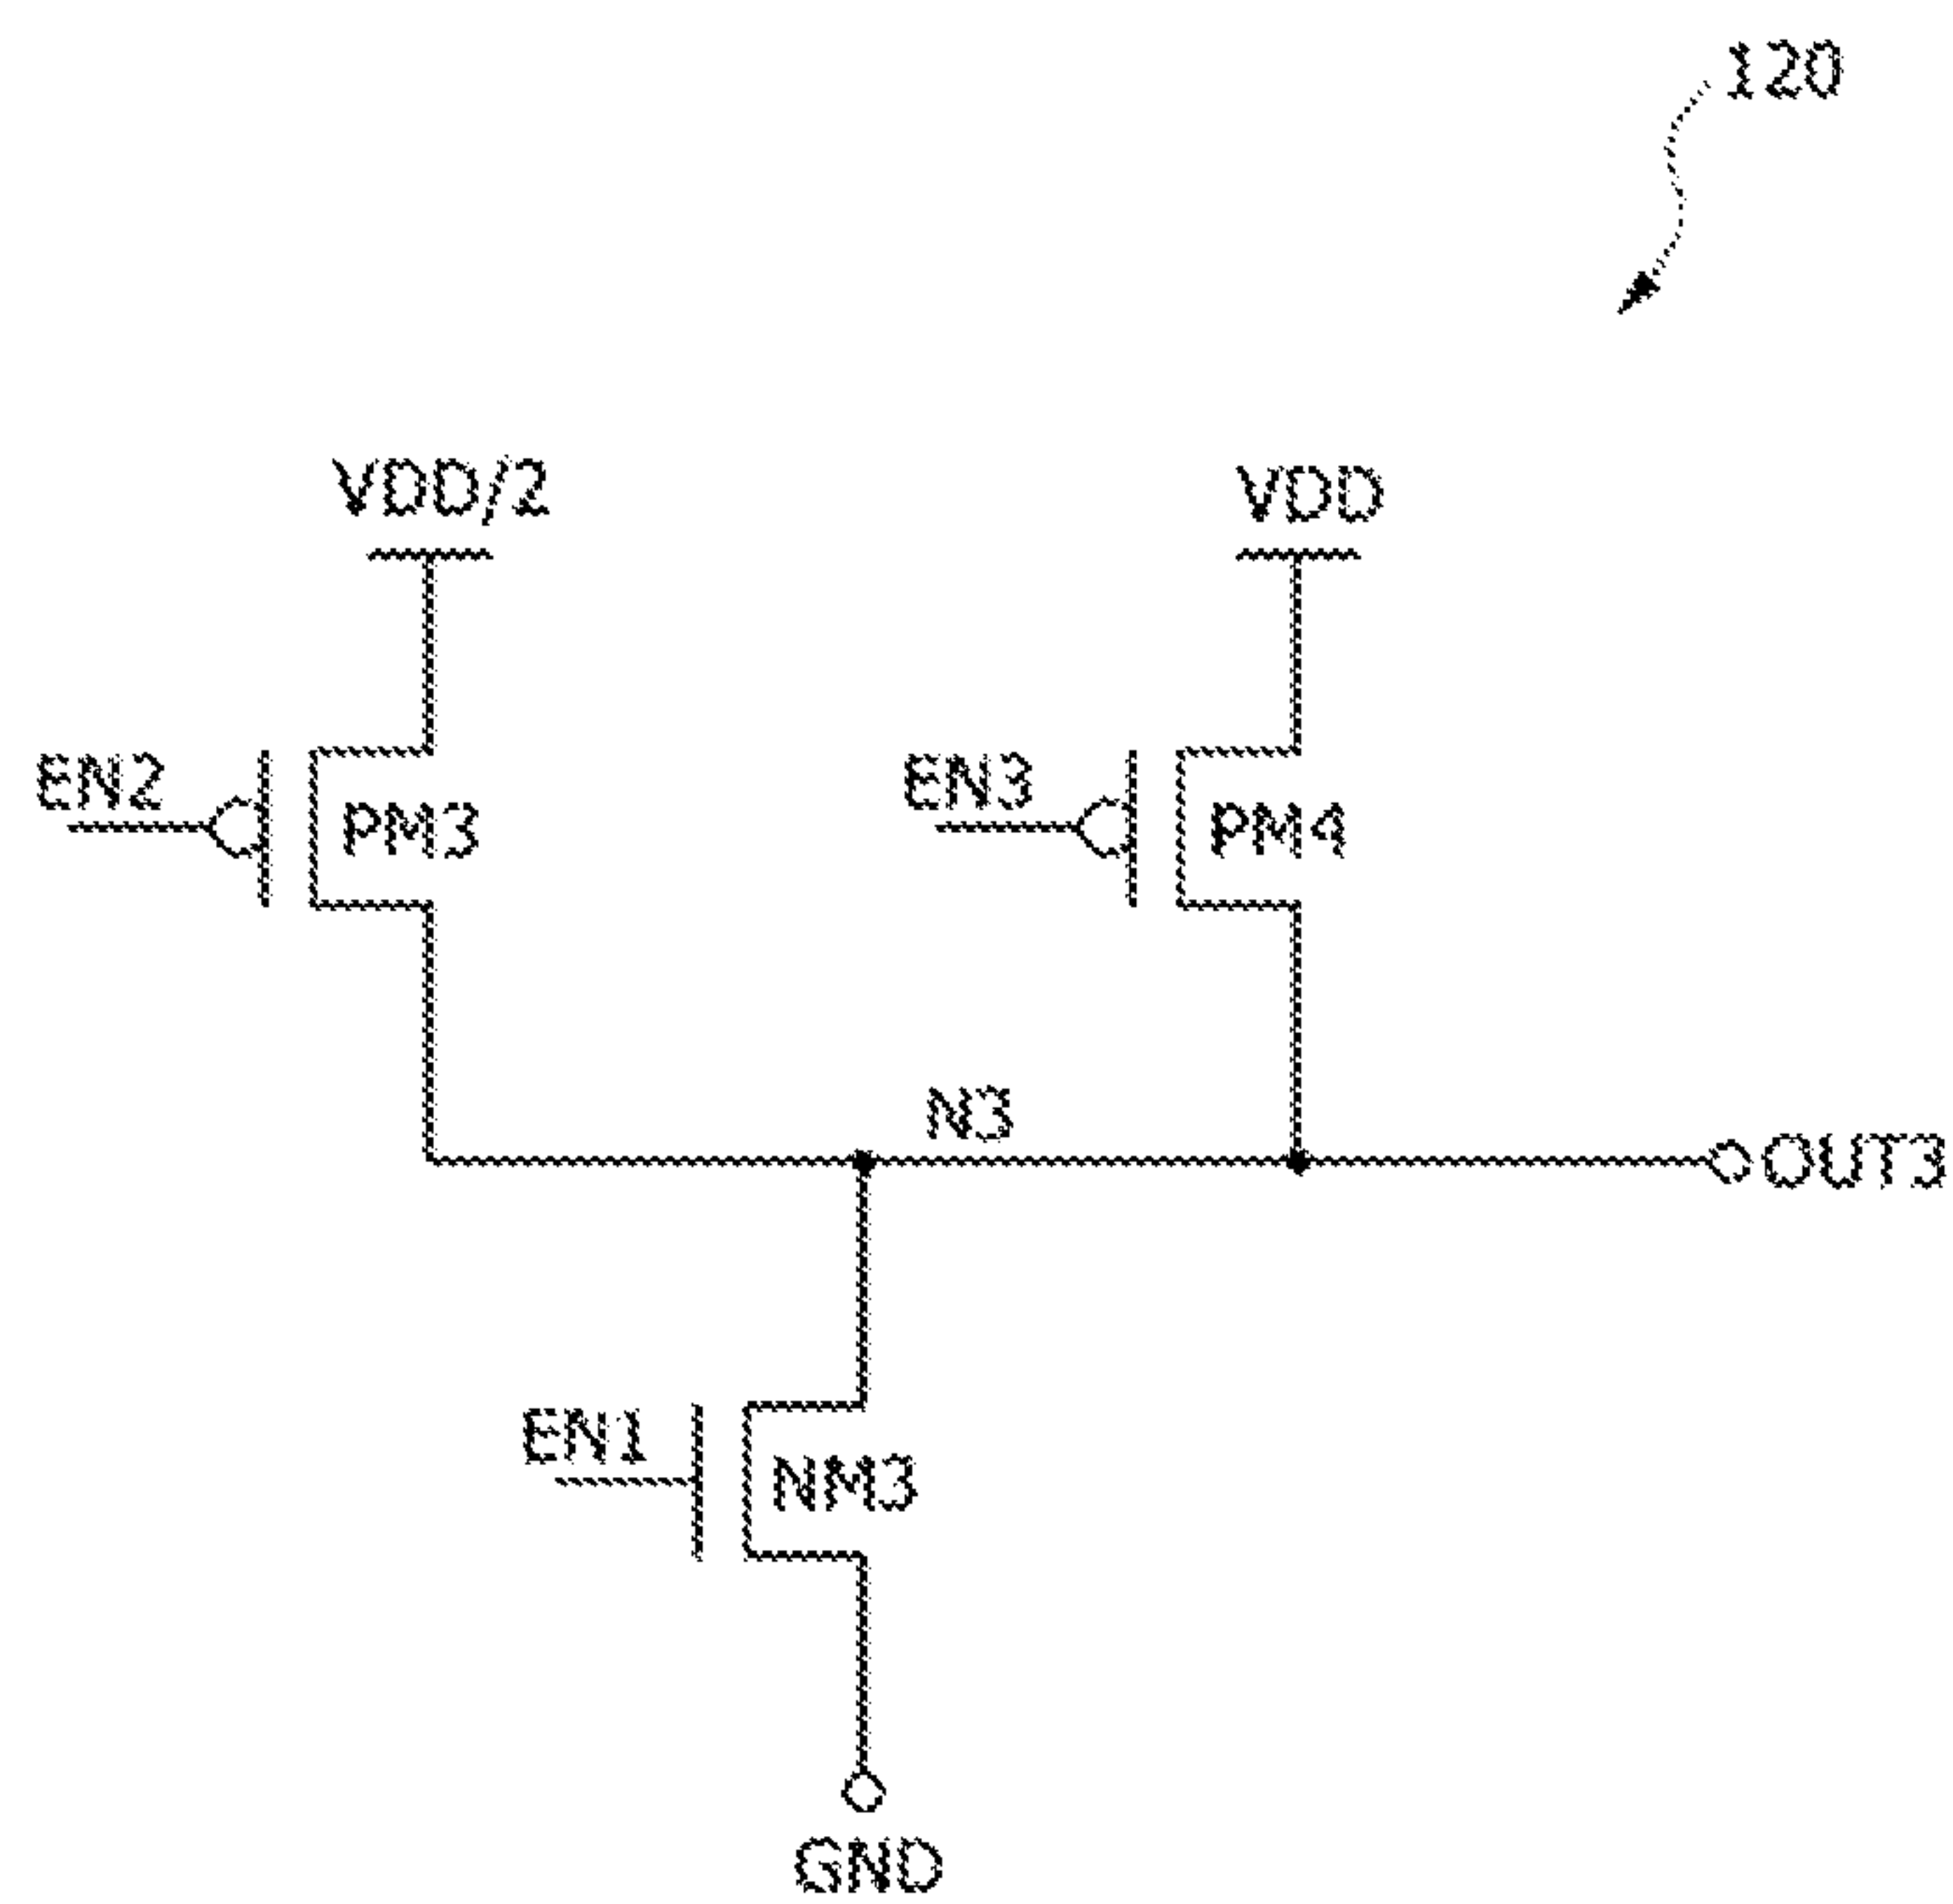 120
VDD/2
VDD
EN2
PM3
EN3
PM4
N3
OUT3
EN1
NM3
GND